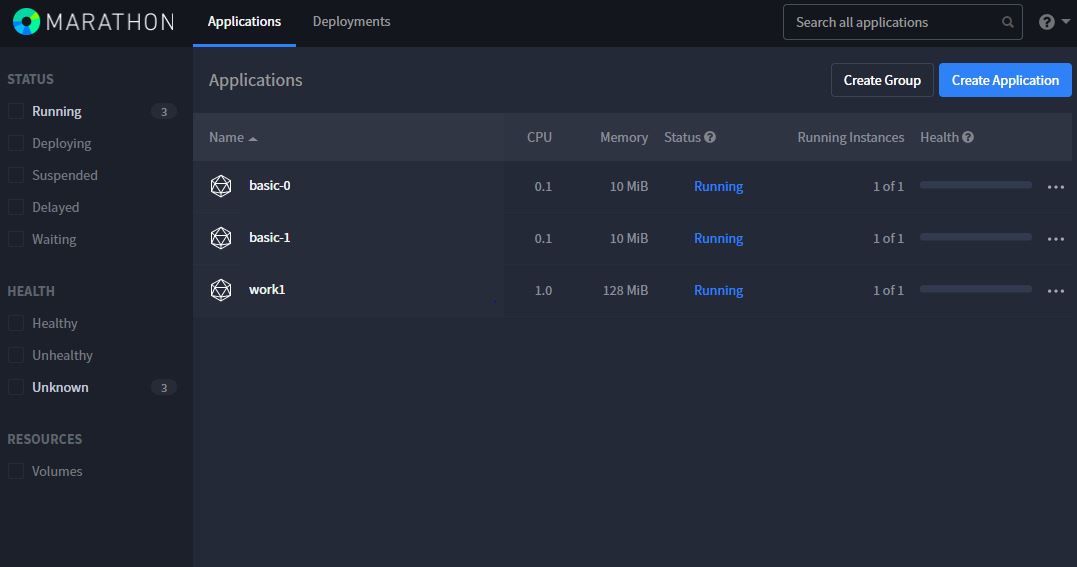 MARATHON Applications Deployments Search all applications ?
STATUS
Running 3
Deploying
Suspended
Delayed
Waiting
HEALTH
Healthy
Unhealthy
Unknown 3
RESOURCES
Volumes
Applications Create Group Create Application
Name CPU Memory Status ? Running Instances Health ?
basic-0 0.1 10 MiB Running 1 of 1
basic-1 0.1 10 MiB Running 1 of 1
work1 1.0 128 MiB Running 1 of 1